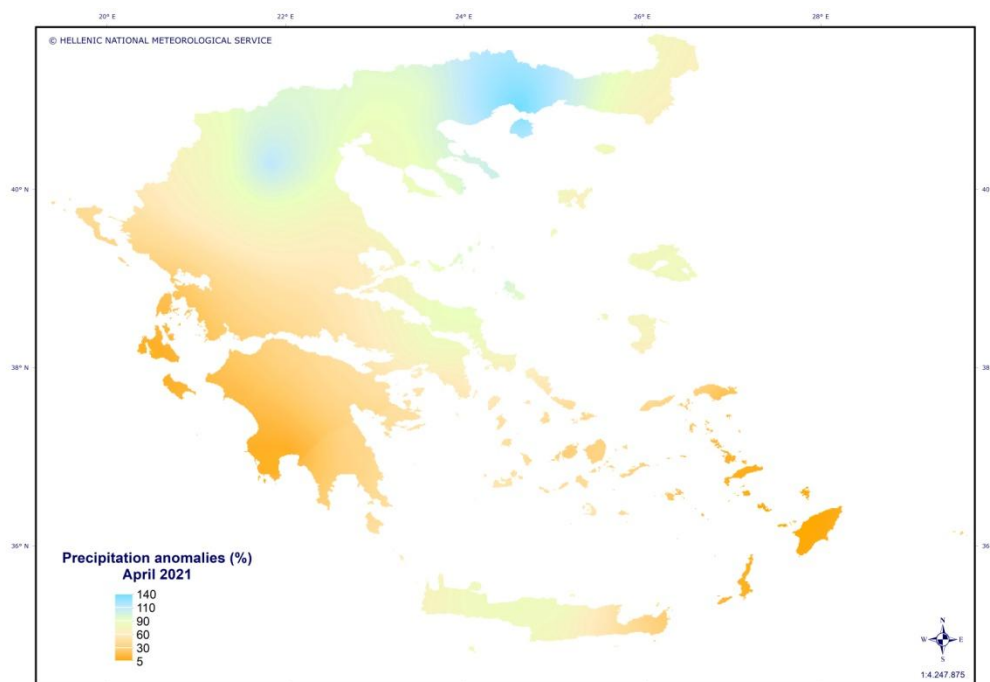 20° E 22° E 24° E 26° E 28° E
© HELLENIC NATIONAL METEOROLOGICAL SERVICE
40° N 40°
38° N 38
36° N 36
Precipitation anomalies (%)
April 2021
140
110
90
60
30
5
N
W E
S
1:4.247.875